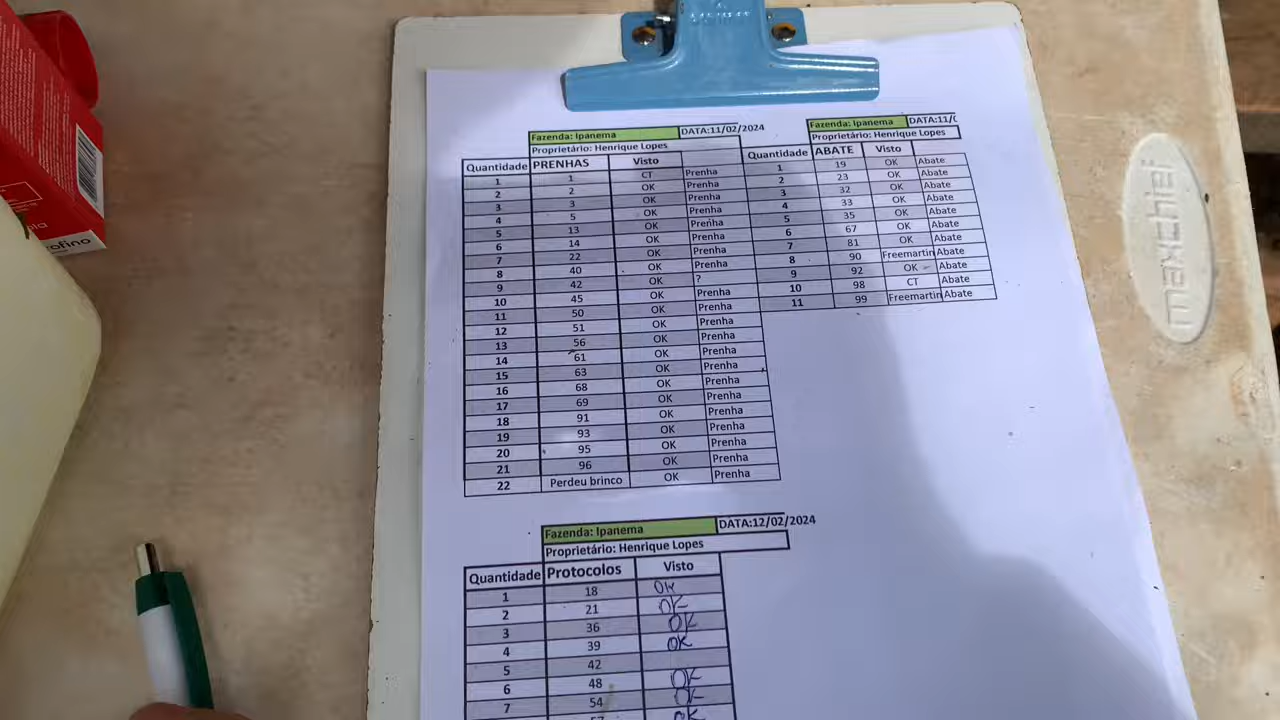 Fazenda: Ipanema DATA:11/02/2024
Proprietário: Henrique Lopes
Quantidade PRENHAS Visto
1 1 CT Prenha
2 2 OK Prenha
3 3 OK Prenha
4 5 OK Prenha
5 13 OK Prenha
6 14 OK Prenha
7 22 OK Prenha
8 40 OK Prenha
9 42 OK ?
10 45 OK Prenha
11 50 OK Prenha
12 51 OK Prenha
13 56 OK Prenha
14 61 OK Prenha
15 63 OK Prenha
16 68 OK Prenha
17 69 OK Prenha
18 91 OK Prenha
19 93 OK Prenha
20 95 OK Prenha
21 96 OK Prenha
22 Perdeu brinco OK Prenha
Fazenda: Ipanema DATA:11/0
Proprietário: Henrique Lopes
Quantidade ABATE Visto
1 19 OK Abate
2 23 OK Abate
3 32 OK Abate
4 33 OK Abate
5 35 OK Abate
6 67 OK Abate
7 81 OK Abate
8 90 Freemartin Abate
9 92 OK Abate
10 98 CT Abate
11 99 Freemartin Abate
Fazenda: Ipanema DATA:12/02/2024
Proprietário: Henrique Lopes
Quantidade Protocolos Visto
1 18 OK
2 21 OK
3 36 OK
4 39 OK
5 42
6 48 OK
7 54 OK
OK
maxchief